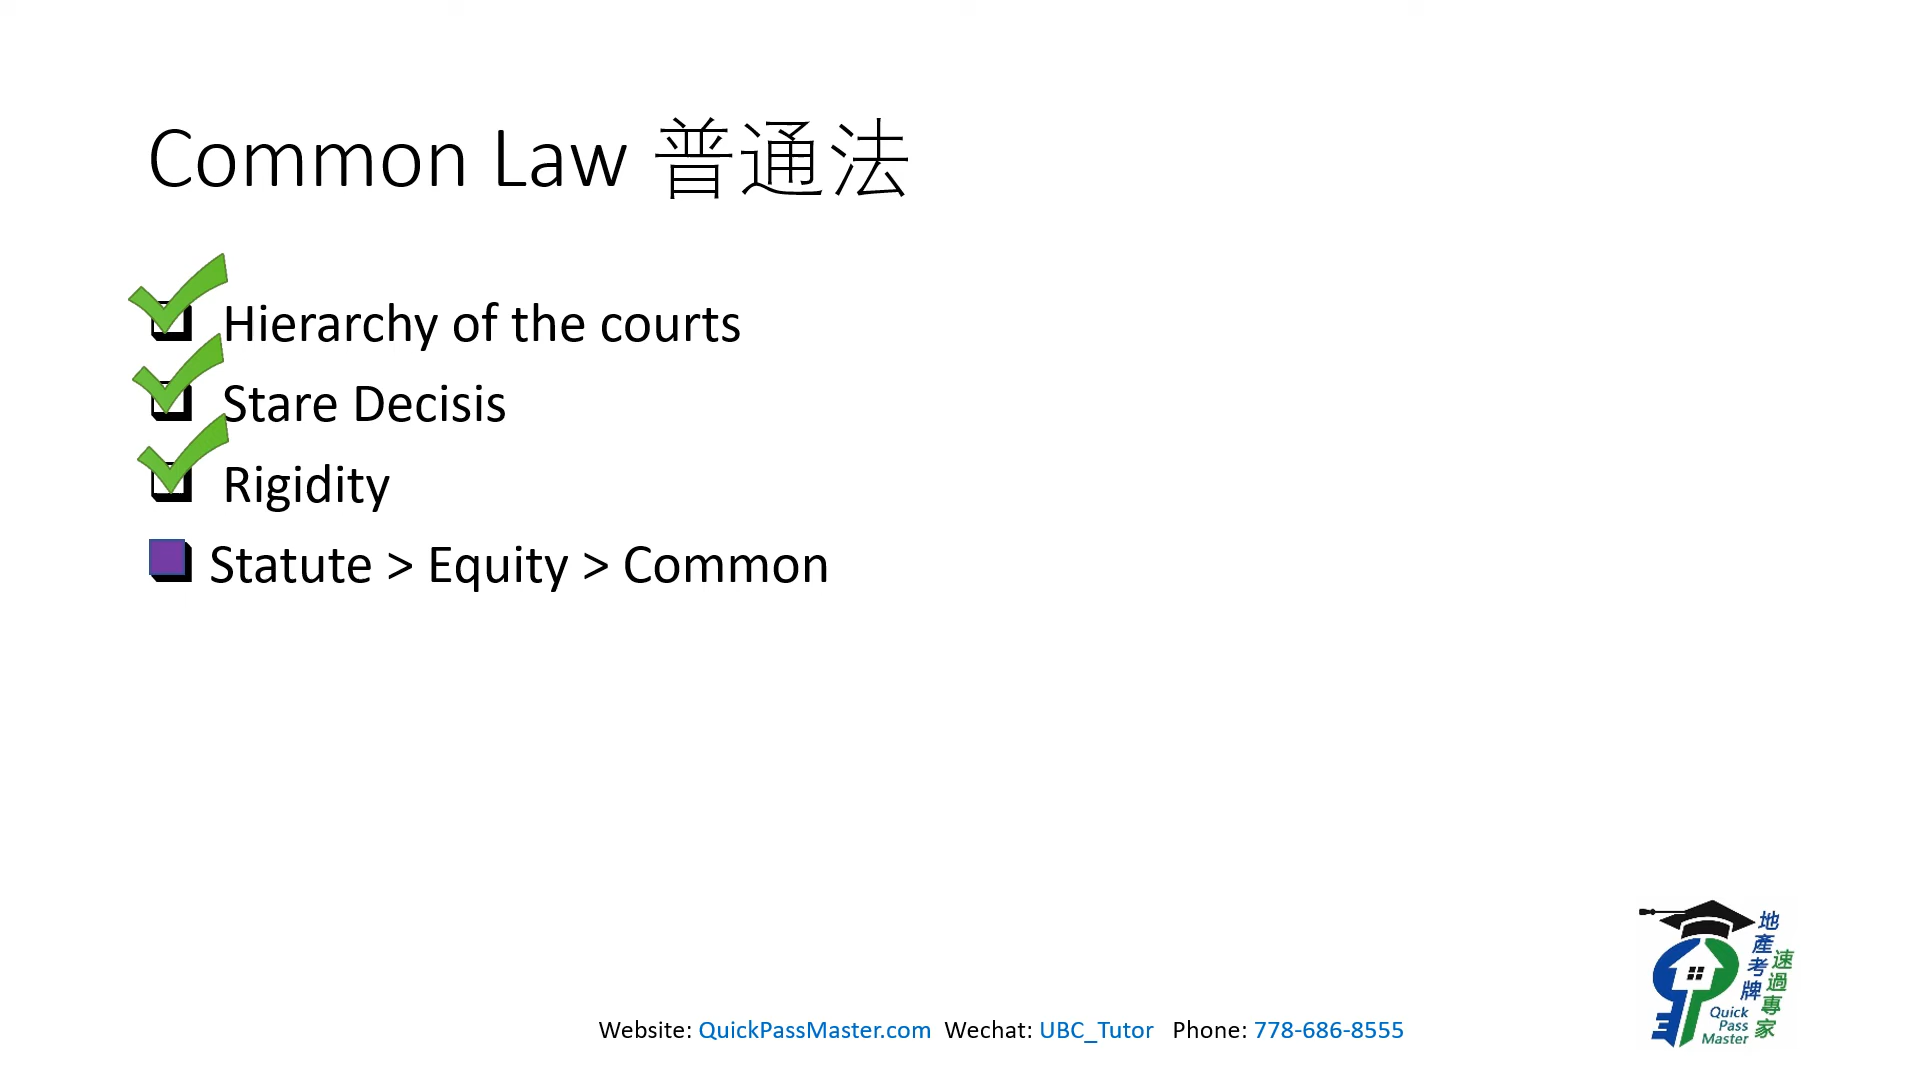 Common Law 普通法
Hierarchy of the courts
Stare Decisis
Rigidity
Statute > Equity > Common
Website: QuickPassMaster.com Wechat: UBC_Tutor Phone: 778-686-8555
地產考牌
速過專家
Quick
Pass
Master